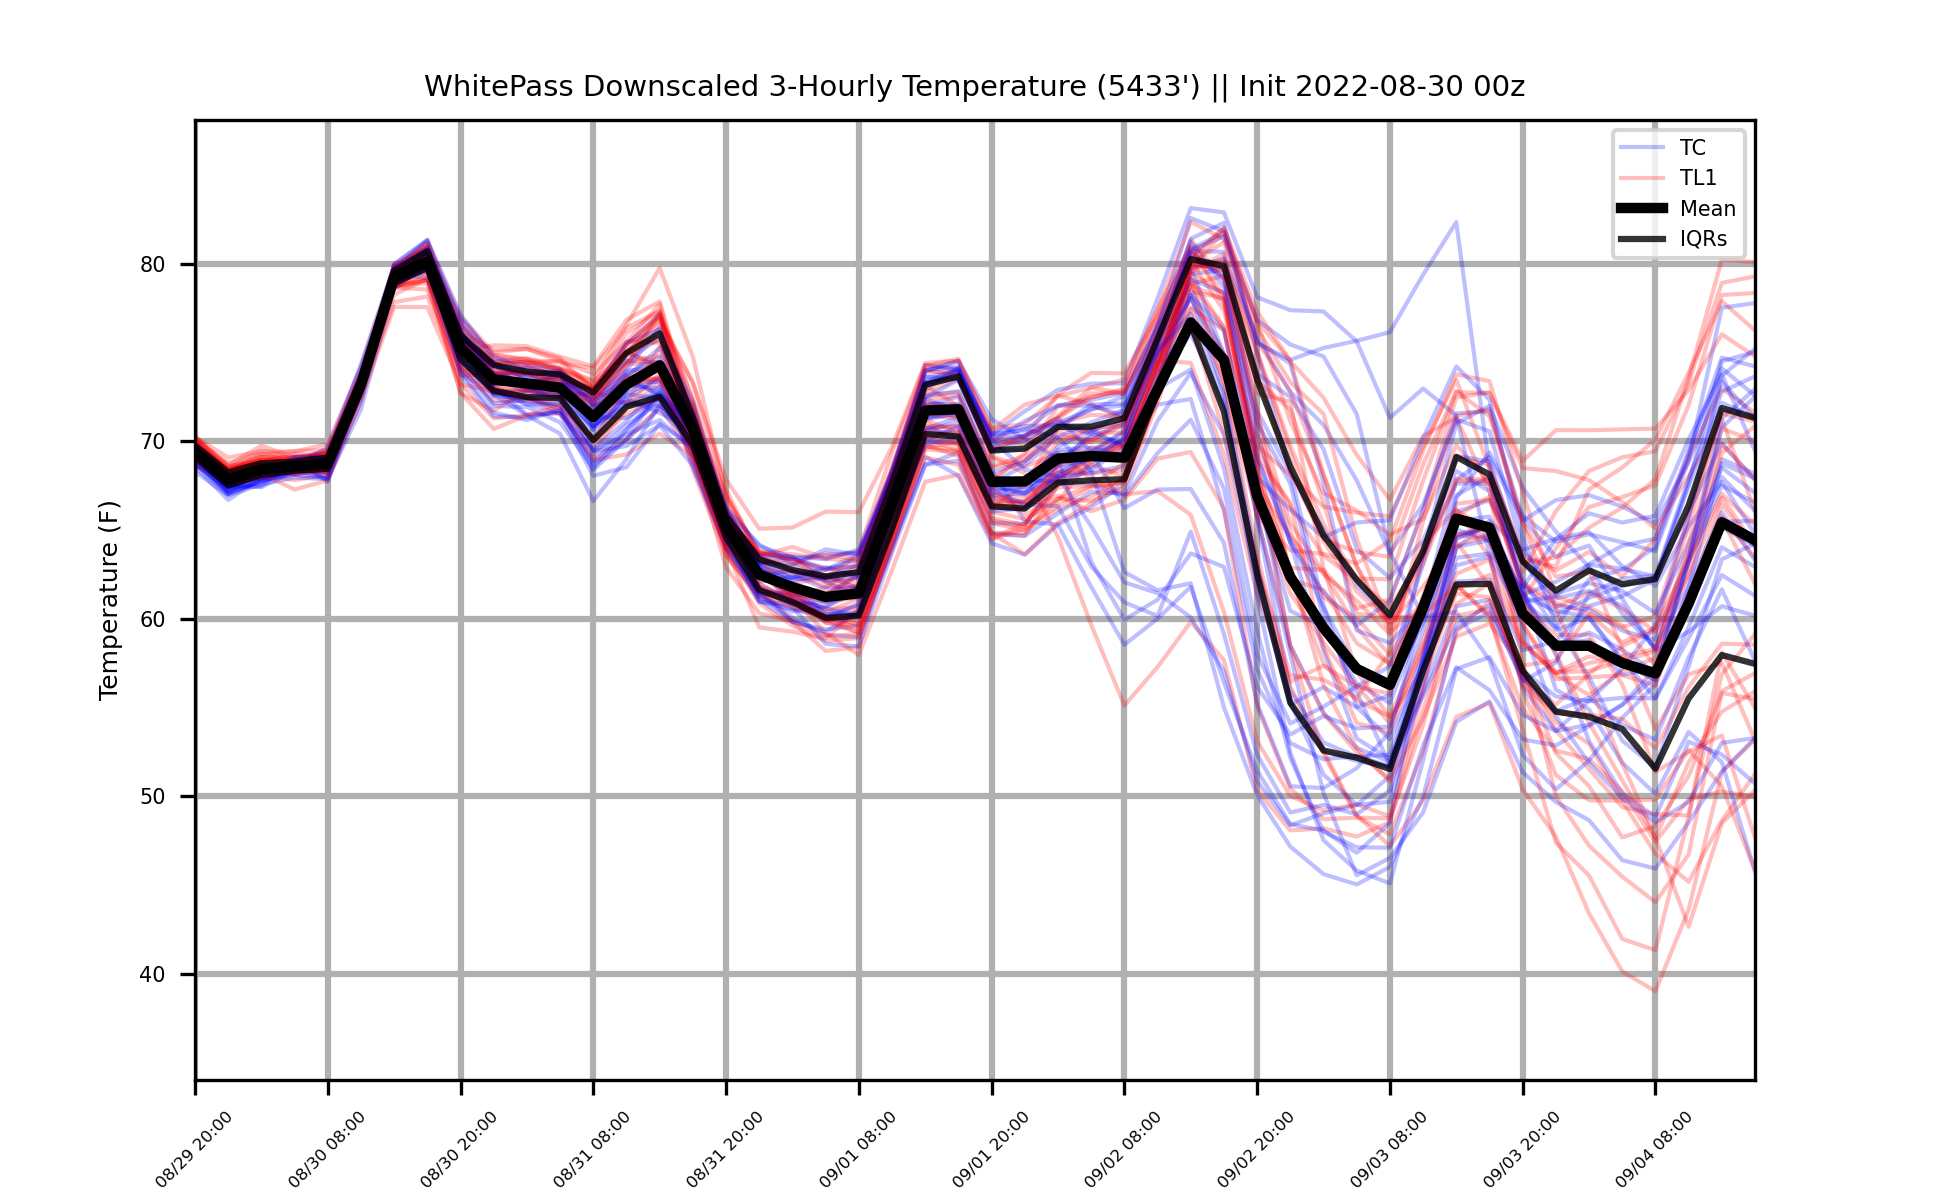 WhitePass Downscaled 3-Hourly Temperature (5433') || Init 2022-08-30 00z
TC
TL1
Mean
IQRs
Temperature (F)
80
70
60
50
40
08/29 20:00
08/30 08:00
08/30 20:00
08/31 08:00
08/31 20:00
09/01 08:00
09/01 20:00
09/02 08:00
09/02 20:00
09/03 08:00
09/03 20:00
09/04 08:00